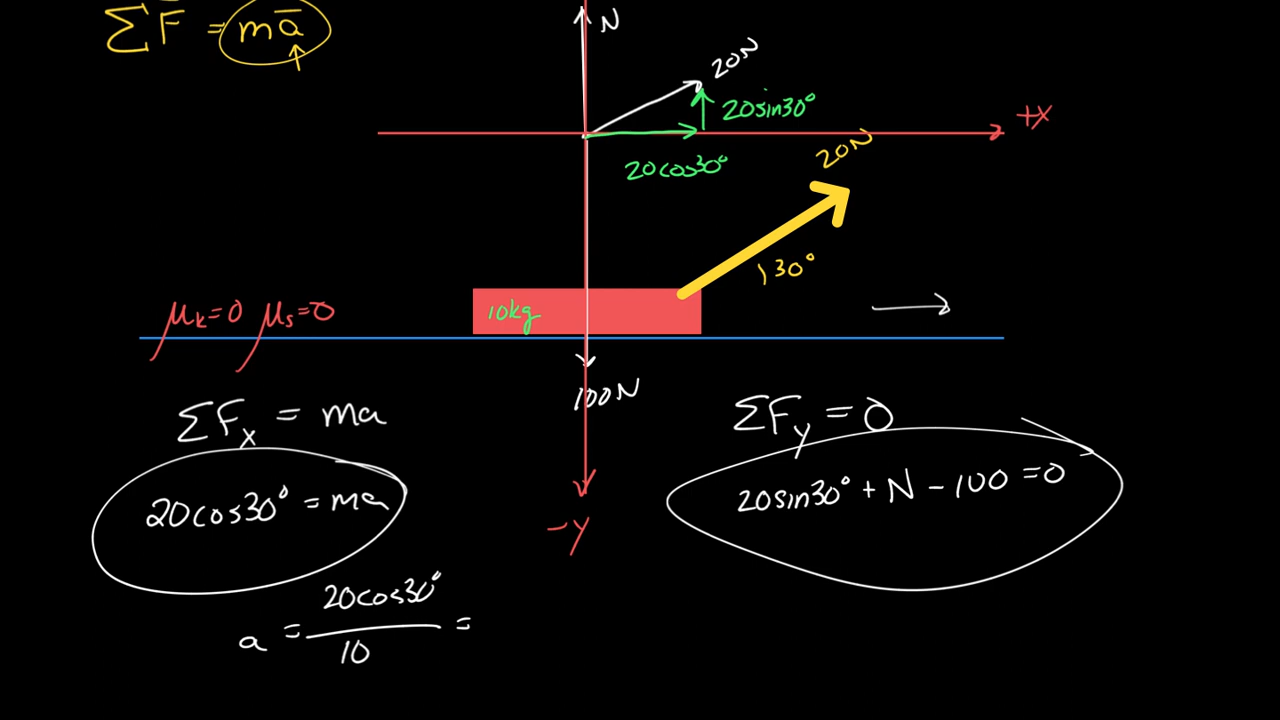 ΣF̄ = mā
N
20N
20sin30°
+x
20cos30°
20N
30°
μk=0 μs=0
10kg
100N
ΣFx = ma
ΣFy = 0
20cos30° = ma
20sin30° + N - 100 = 0
-y
a = 20cos30° / 10 =